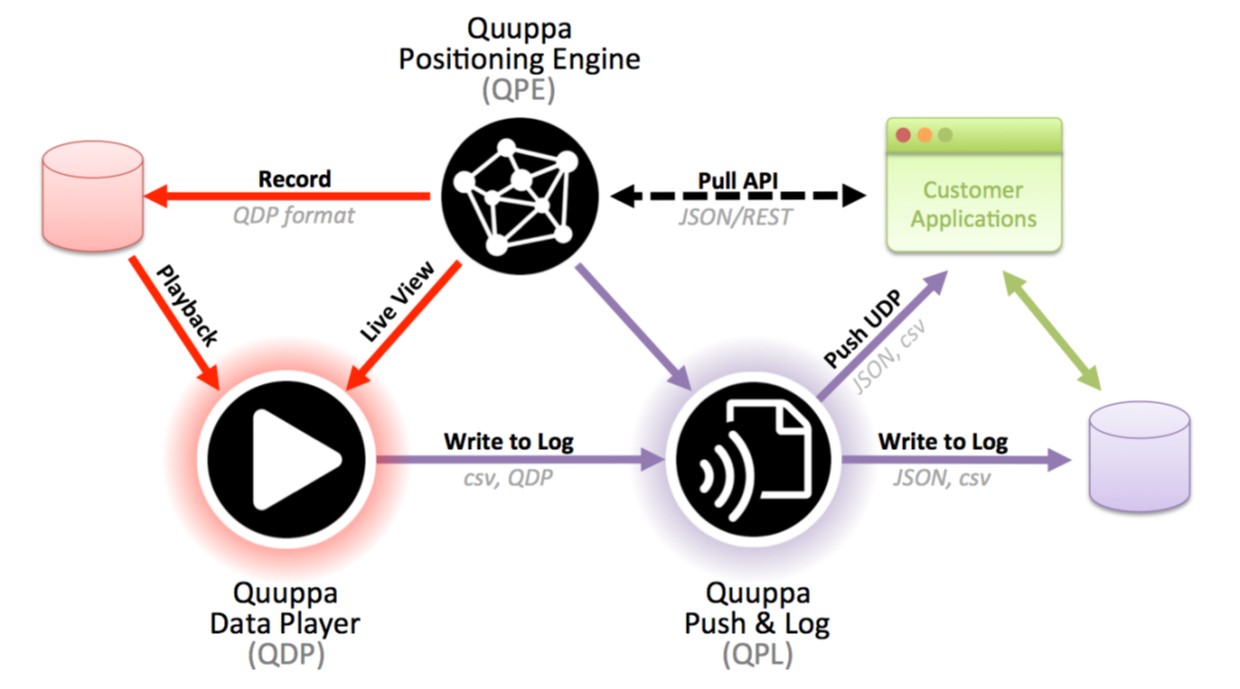 Quuppa
Positioning Engine
(QPE)
Record
QDP format
Pull API
JSON/REST
Customer
Applications
Playback
Live View
Push UDP
JSON, csv
Write to Log
csv, QDP
Write to Log
JSON, csv
Quuppa
Data Player
(QDP)
Quuppa
Push & Log
(QPL)